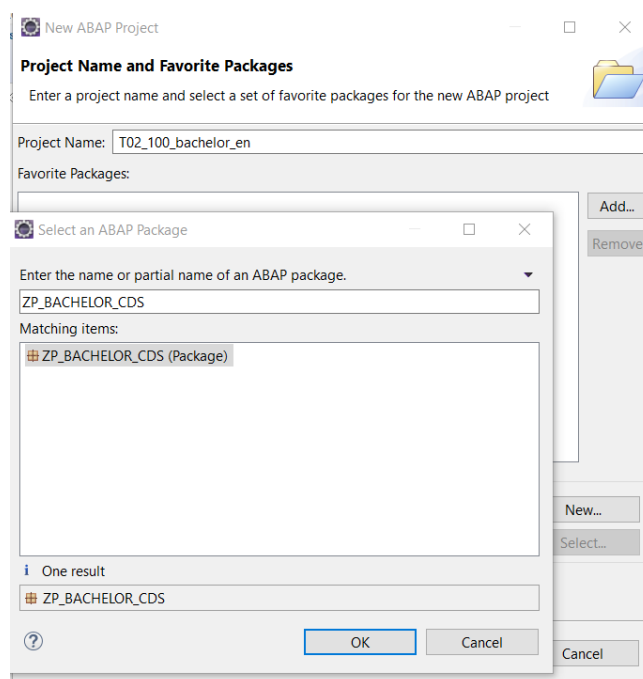 New ABAP Project
Project Name and Favorite Packages
Enter a project name and select a set of favorite packages for the new ABAP project
Project Name: T02_100_bachelor_en
Favorite Packages:
Add...
Remove
Select an ABAP Package
Enter the name or partial name of an ABAP package.
ZP_BACHELOR_CDS
Matching items:
ZP_BACHELOR_CDS (Package)
New...
Select...
i One result
ZP_BACHELOR_CDS
? OK Cancel
Cancel